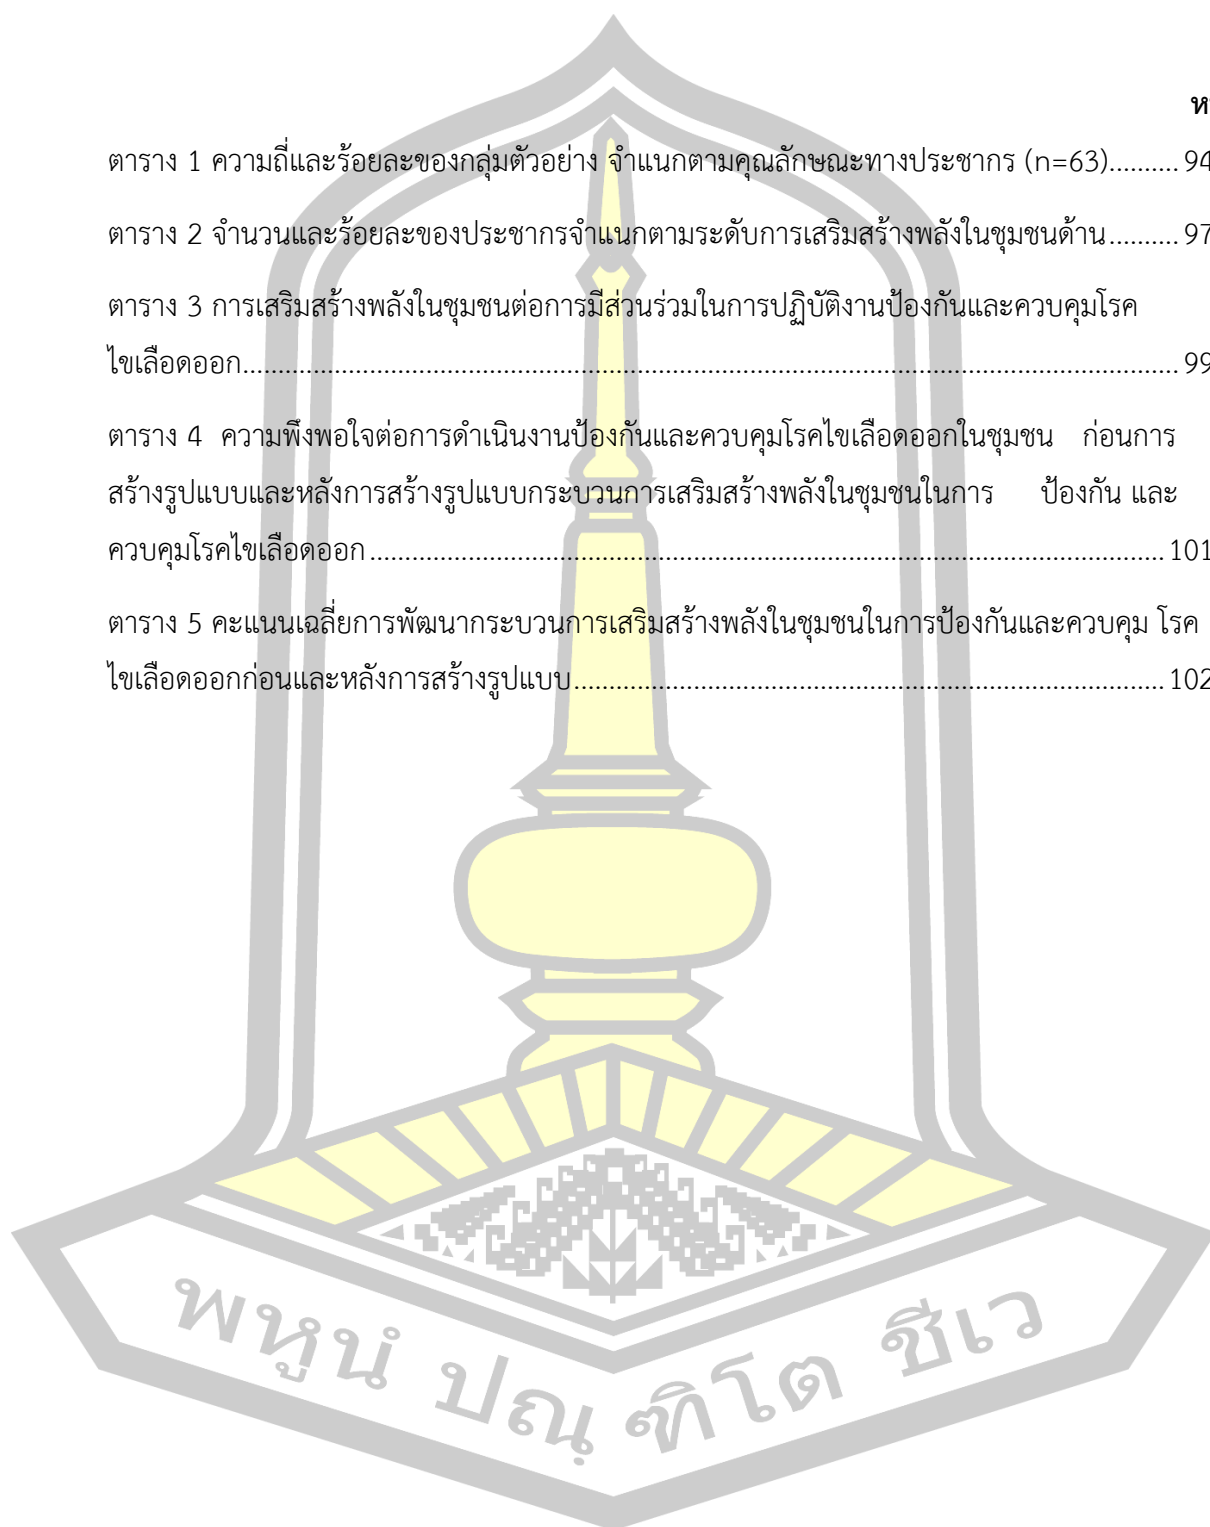 ห
ตาราง 1 ความถี่และร้อยละของกลุ่มตัวอย่าง จำแนกตามคุณลักษณะทางประชากร (n=63).......... 94
ตาราง 2 จำนวนและร้อยละของประชากรจำแนกตามระดับการเสริมสร้างพลังในชุมชนด้าน.......... 97
ตาราง 3 การเสริมสร้างพลังในชุมชนต่อการมีส่วนร่วมในการปฏิบัติงานป้องกันและควบคุมโรค
ไขเลือดออก.................................................................................................................................... 99
ตาราง 4 ความพึงพอใจต่อการดำเนินงานป้องกันและควบคุมโรคไขเลือดออกในชุมชน ก่อนการ
สร้างรูปแบบและหลังการสร้างรูปแบบกระบวนการเสริมสร้างพลังในชุมชนในการ ป้องกัน และ
ควบคุมโรคไขเลือดออก................................................................................................................ 101
ตาราง 5 คะแนนเฉลี่ยการพัฒนากระบวนการเสริมสร้างพลังในชุมชนในการป้องกันและควบคุม โรค
ไขเลือดออกก่อนและหลังการสร้างรูปแบบ................................................................................... 102
พหูนํ ปณฺฑิโต ชีเว